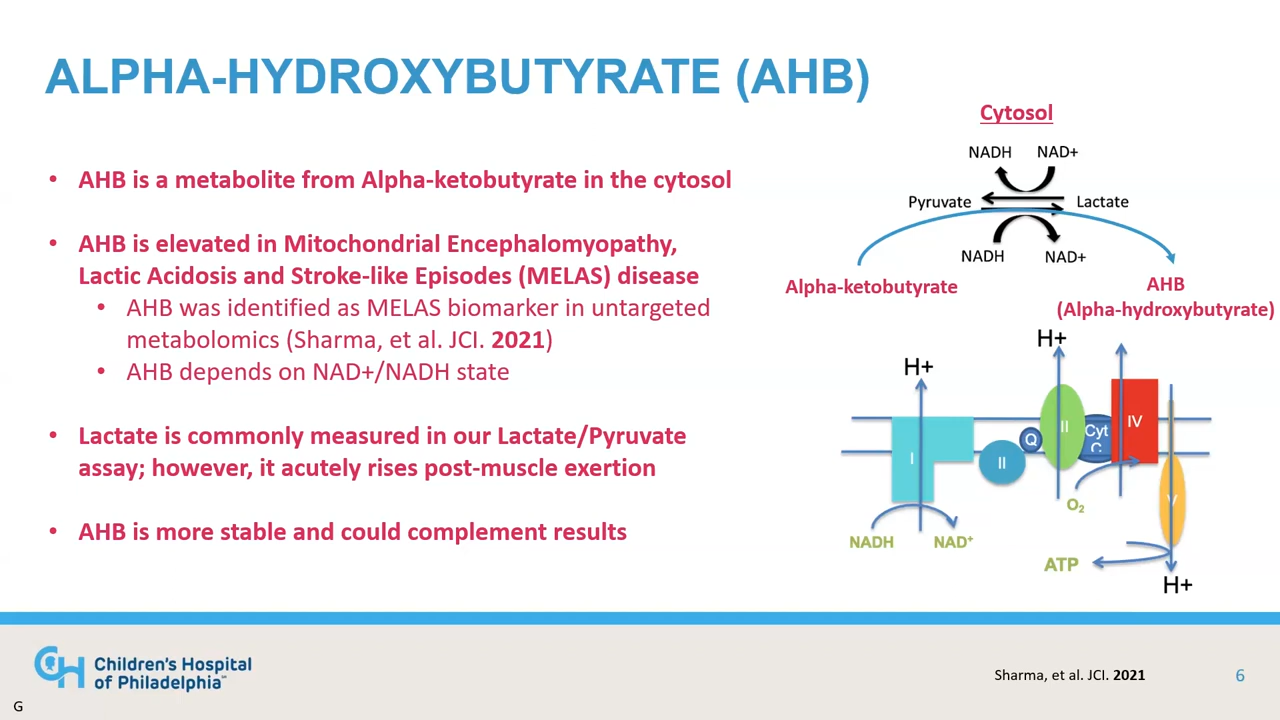 ALPHA-HYDROXYBUTYRATE (AHB)
• AHB is a metabolite from Alpha-ketobutyrate in the cytosol
• AHB is elevated in Mitochondrial Encephalomyopathy,
Lactic Acidosis and Stroke-like Episodes (MELAS) disease
• AHB was identified as MELAS biomarker in untargeted
metabolomics (Sharma, et al. JCI. 2021)
• AHB depends on NAD+/NADH state
• Lactate is commonly measured in our Lactate/Pyruvate
assay; however, it acutely rises post-muscle exertion
• AHB is more stable and could complement results
Cytosol
NADH NAD+
Pyruvate Lactate
NADH NAD+
Alpha-ketobutyrate
AHB
(Alpha-hydroxybutyrate)
H+
H+
I
II
Q
II
Cyt
C
IV
V
O₂
NADH NAD⁺
ATP
H+
CH
Children's Hospital
of Philadelphia℠
Sharma, et al. JCI. 2021
6
G